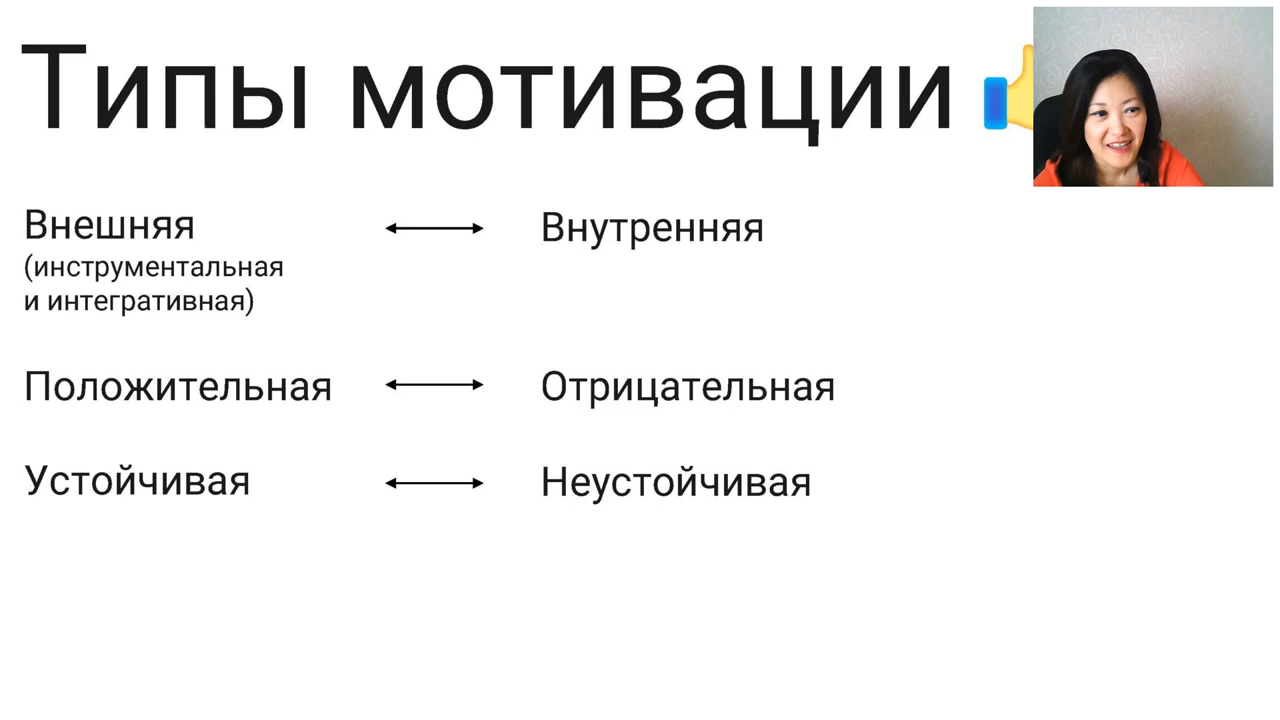 Типы мотивации
Внешняя
(инструментальная
и интегративная)
Внутренняя
Положительная
Отрицательная
Устойчивая
Неустойчивая